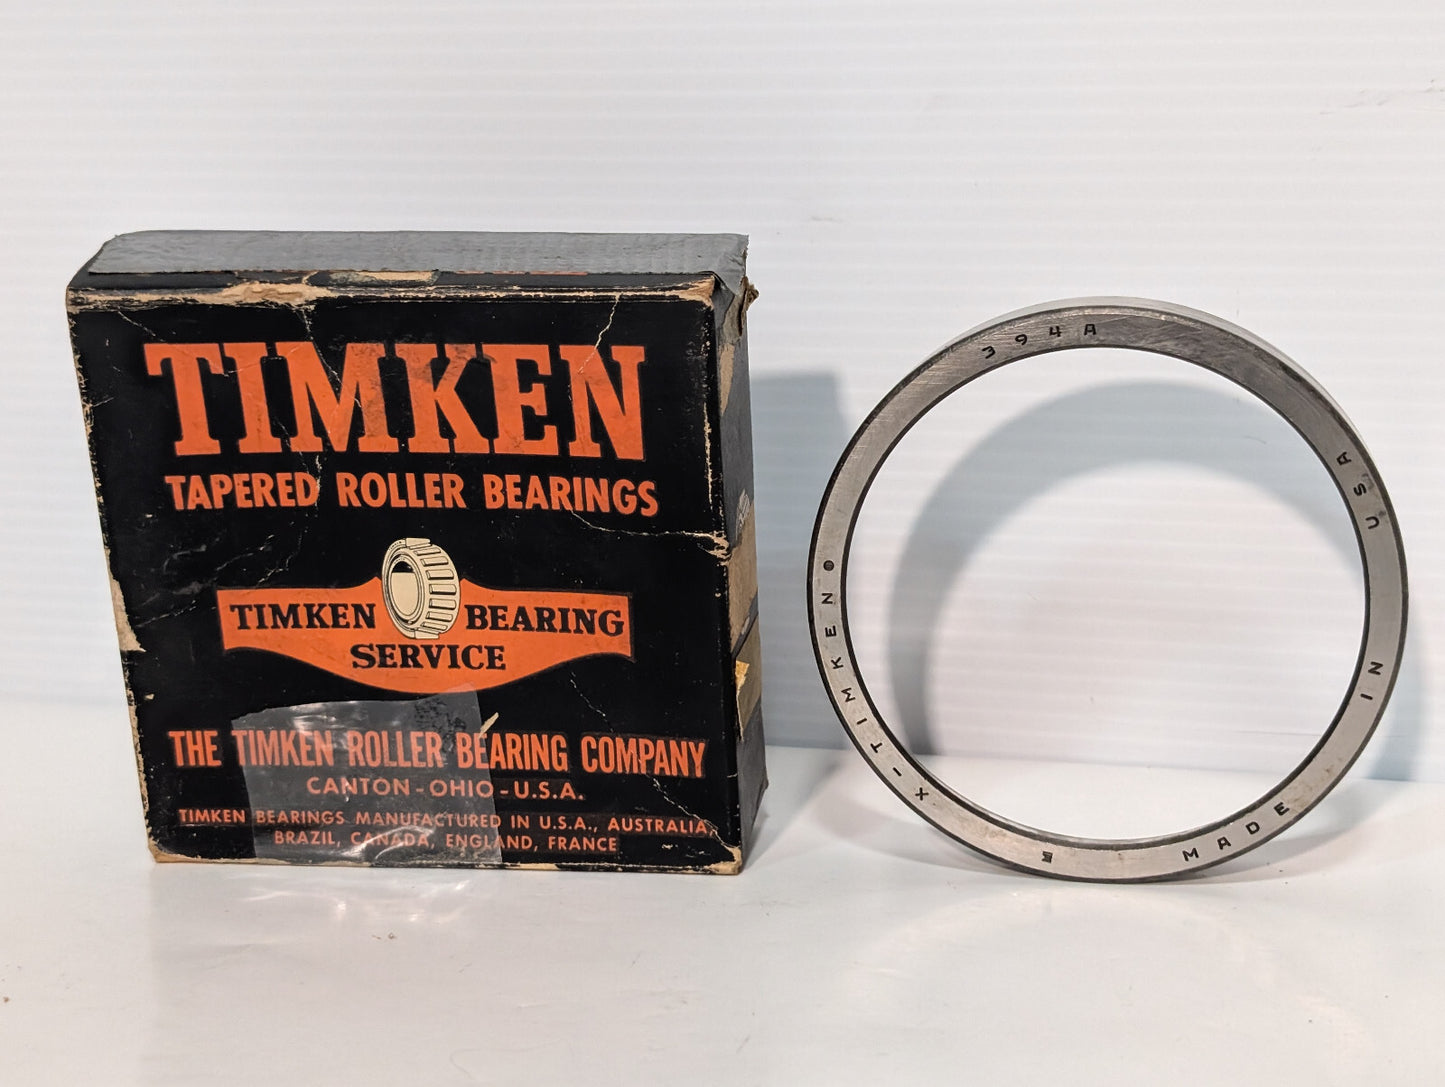 TIMKEN
TAPERED ROLLER BEARINGS
TIMKEN BEARING
SERVICE
THE TIMKEN ROLLER BEARING COMPANY
CANTON - OHIO - U.S.A.
TIMKEN BEARINGS MANUFACTURED IN U.S.A., AUSTRALIA,
BRAZIL, CANADA, ENGLAND, FRANCE
394A
X-TIMKEN
MADE IN USA